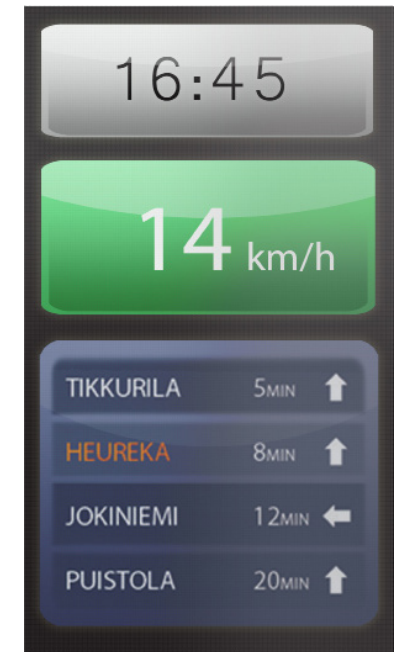 16:45
14 km/h
TIKKURILA 5MIN ⬆
HEUREKA 8MIN ⬆
JOKINIEMI 12MIN ⬅
PUISTOLA 20MIN ⬆